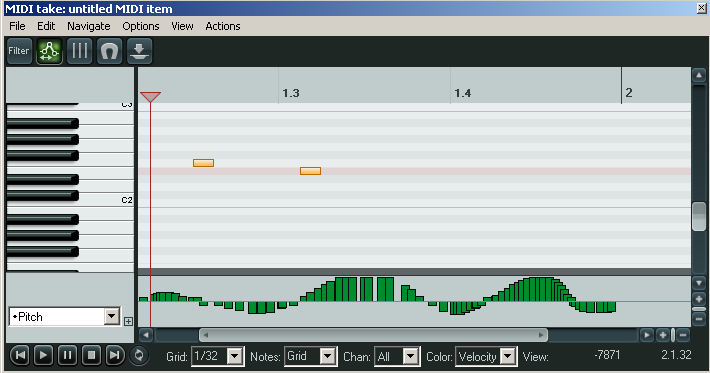 MIDI take: untitled MIDI item
File Edit Navigate Options View Actions
Filter
1.3 1.4 2
C3
C2
•Pitch
Grid: 1/32 Notes: Grid Chan: All Color: Velocity View: -7871 2.1.32